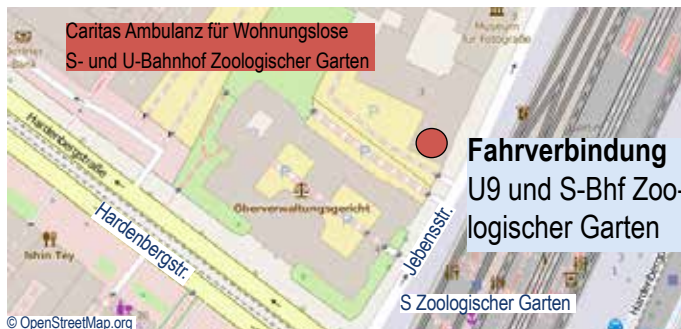 Caritas Ambulanz für Wohnungslose
S- und U-Bahnhof Zoologischer Garten
Museum
für Fotografie
Bank
Hardenbergstraße
Oberverwaltungsgericht
Hardenbergstr.
Ishin Tey
Jebensstr.
Fahrverbindung
U9 und S-Bhf Zoo-
logischer Garten
S Zoologischer Garten
© OpenStreetMap.org